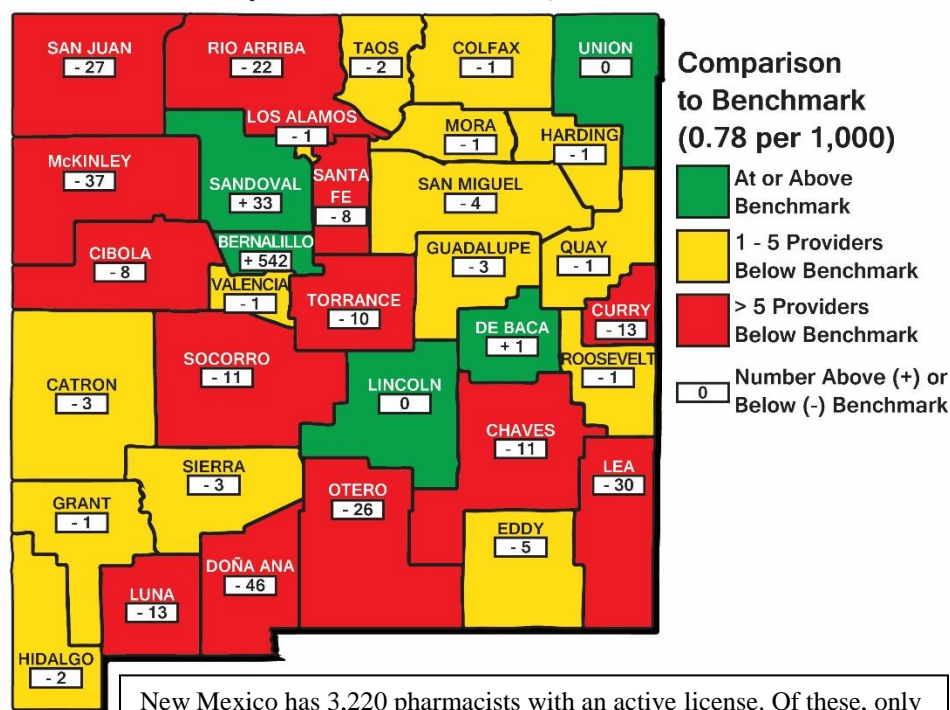 SAN JUAN
- 27
RIO ARRIBA
- 22
TAOS
- 2
COLFAX
- 1
UNION
0
LOS ALAMOS
- 1
MORA
- 1
HARDING
- 1
McKINLEY
- 37
SANDOVAL
+ 33
SANTA
FE
- 8
SAN MIGUEL
- 4
CIBOLA
- 8
BERNALILLO
+ 542
VALENCIA
- 1
TORRANCE
- 10
GUADALUPE
- 3
QUAY
- 1
CURRY
- 13
DE BACA
+ 1
ROOSEVELT
- 1
CATRON
- 3
SOCORRO
- 11
LINCOLN
0
CHAVES
- 11
LEA
- 30
SIERRA
- 3
GRANT
- 1
OTERO
- 26
EDDY
- 5
DOÑA ANA
- 46
LUNA
- 13
HIDALGO
- 2
Comparison
to Benchmark
(0.78 per 1,000)
At or Above
Benchmark
1 - 5 Providers
Below Benchmark
> 5 Providers
Below Benchmark
0
Number Above (+) or
Below (-) Benchmark
New Mexico has 3,220 pharmacists with an active license. Of these, only